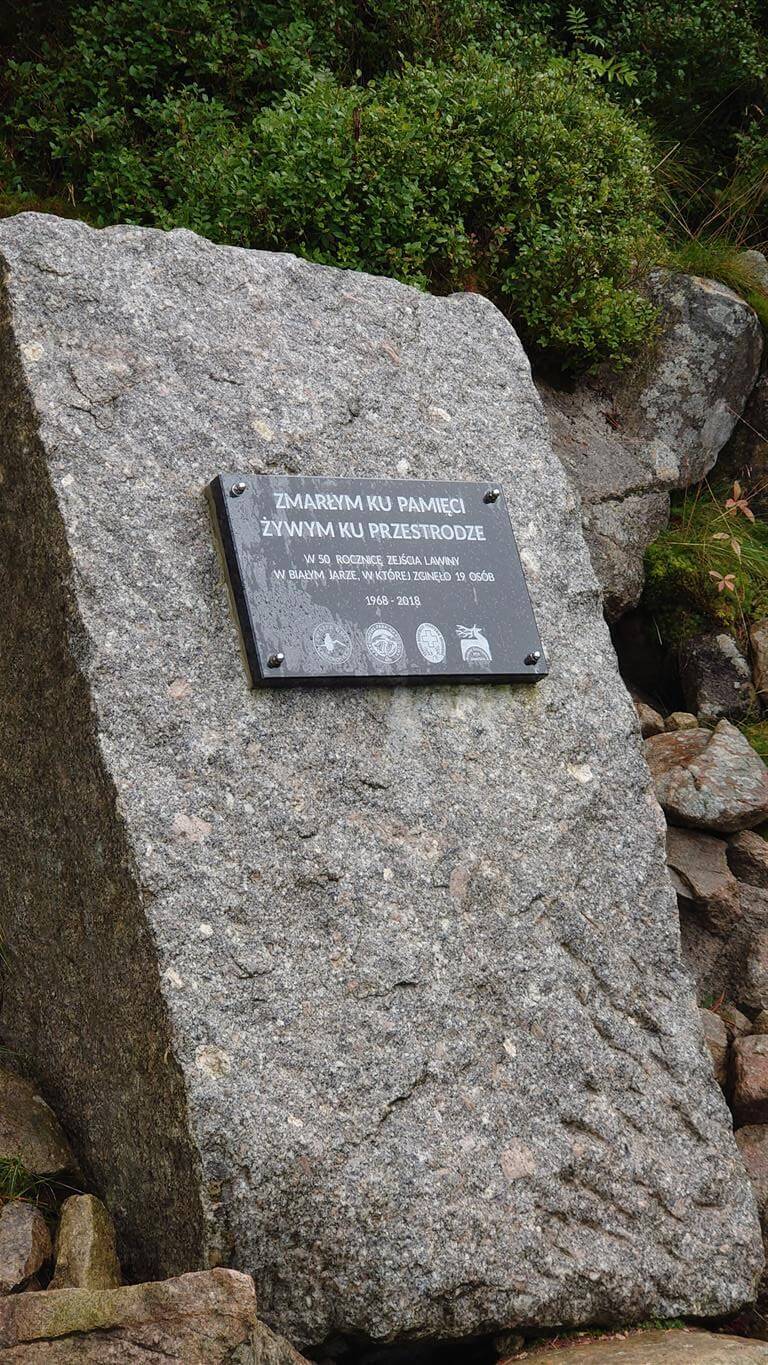 ZMARŁYM KU PAMIĘCI
ŻYWYM KU PRZESTRODZE
W 50 ROCZNICĘ ZEJŚCIA LAWINY
W BIAŁYM JARZE, W KTÓREJ ZGINĘŁO 19 OSÓB
1968 - 2018